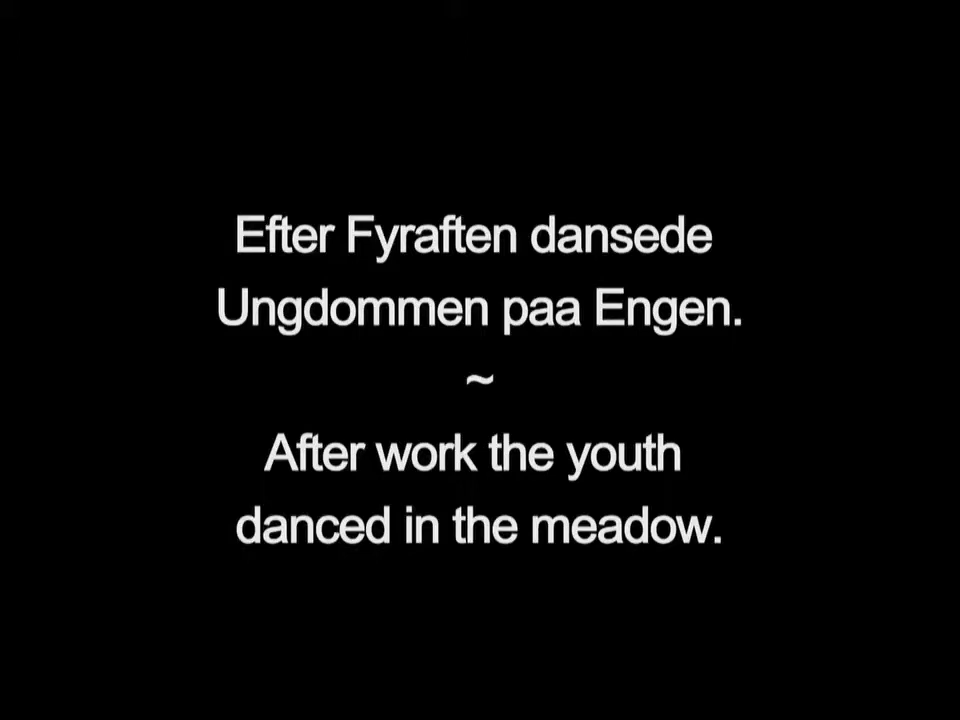 Efter Fyraften dansede
Ungdommen paa Engen.
~
After work the youth
danced in the meadow.